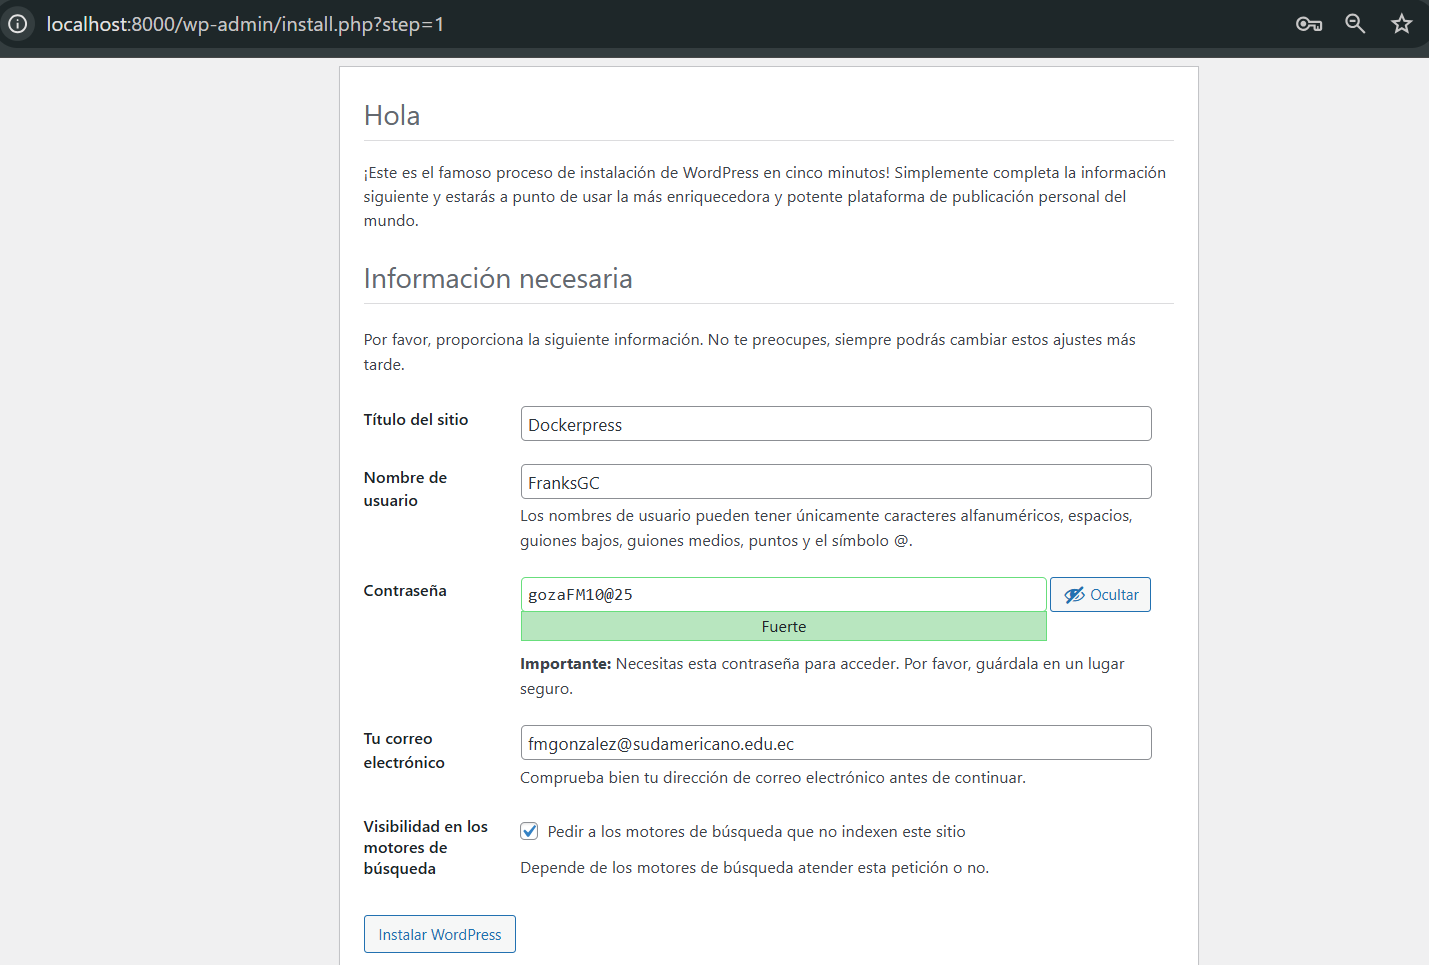 localhost:8000/wp-admin/install.php?step=1
Hola
¡Este es el famoso proceso de instalación de WordPress en cinco minutos! Simplemente completa la información
siguiente y estarás a punto de usar la más enriquecedora y potente plataforma de publicación personal del
mundo.
Información necesaria
Por favor, proporciona la siguiente información. No te preocupes, siempre podrás cambiar estos ajustes más
tarde.
Título del sitio
Dockerpress
Nombre de
usuario
FranksGC
Los nombres de usuario pueden tener únicamente caracteres alfanuméricos, espacios,
guiones bajos, guiones medios, puntos y el símbolo @.
Contraseña
gozaFM10@25
Ocultar
Fuerte
Importante: Necesitas esta contraseña para acceder. Por favor, guárdala en un lugar
seguro.
Tu correo
electrónico
fmgonzalez@sudamericano.edu.ec
Comprueba bien tu dirección de correo electrónico antes de continuar.
Visibilidad en los
motores de
búsqueda
Pedir a los motores de búsqueda que no indexen este sitio
Depende de los motores de búsqueda atender esta petición o no.
Instalar WordPress